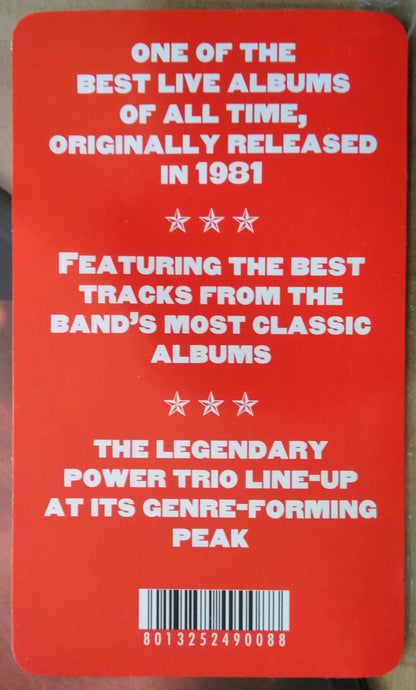 ONE OF THE
BEST LIVE ALBUMS
OF ALL TIME,
ORIGINALLY RELEASED
IN 1981
FEATURING THE BEST
TRACKS FROM THE
BAND'S MOST CLASSIC
ALBUMS
THE LEGENDARY
POWER TRIO LINE-UP
AT ITS GENRE-FORMING
PEAK
8013252490088